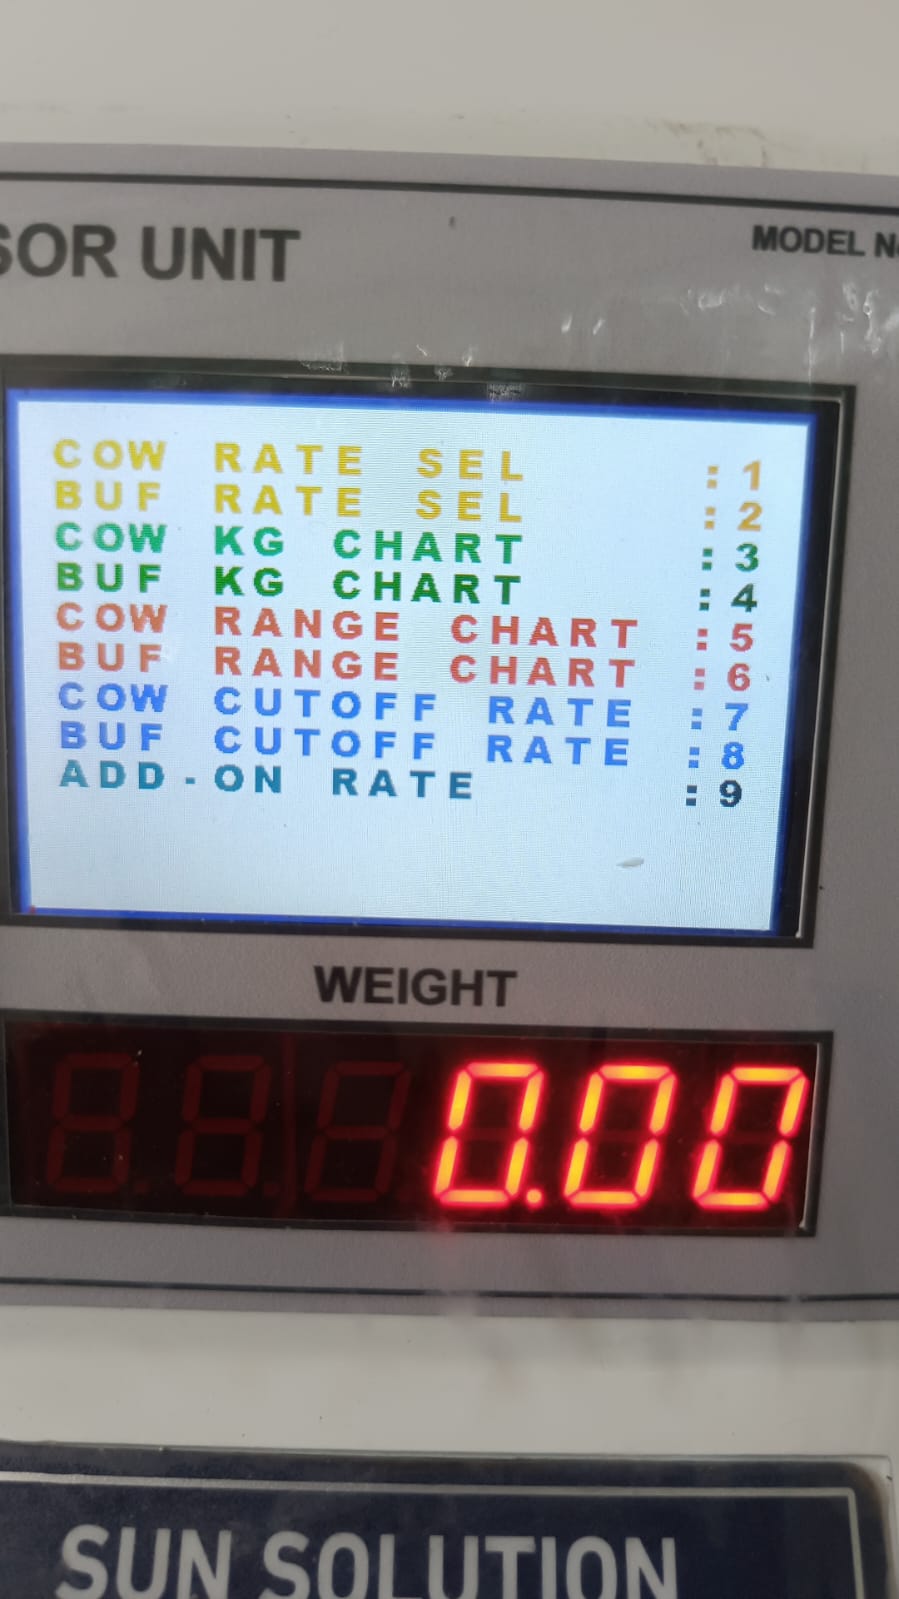 SOR UNIT
MODEL No
COW RATE SEL : 1
BUF RATE SEL : 2
COW KG CHART : 3
BUF KG CHART : 4
COW RANGE CHART : 5
BUF RANGE CHART : 6
COW CUTOFF RATE : 7
BUF CUTOFF RATE : 8
ADD-ON RATE : 9
WEIGHT
0.00
SUN SOLUTION